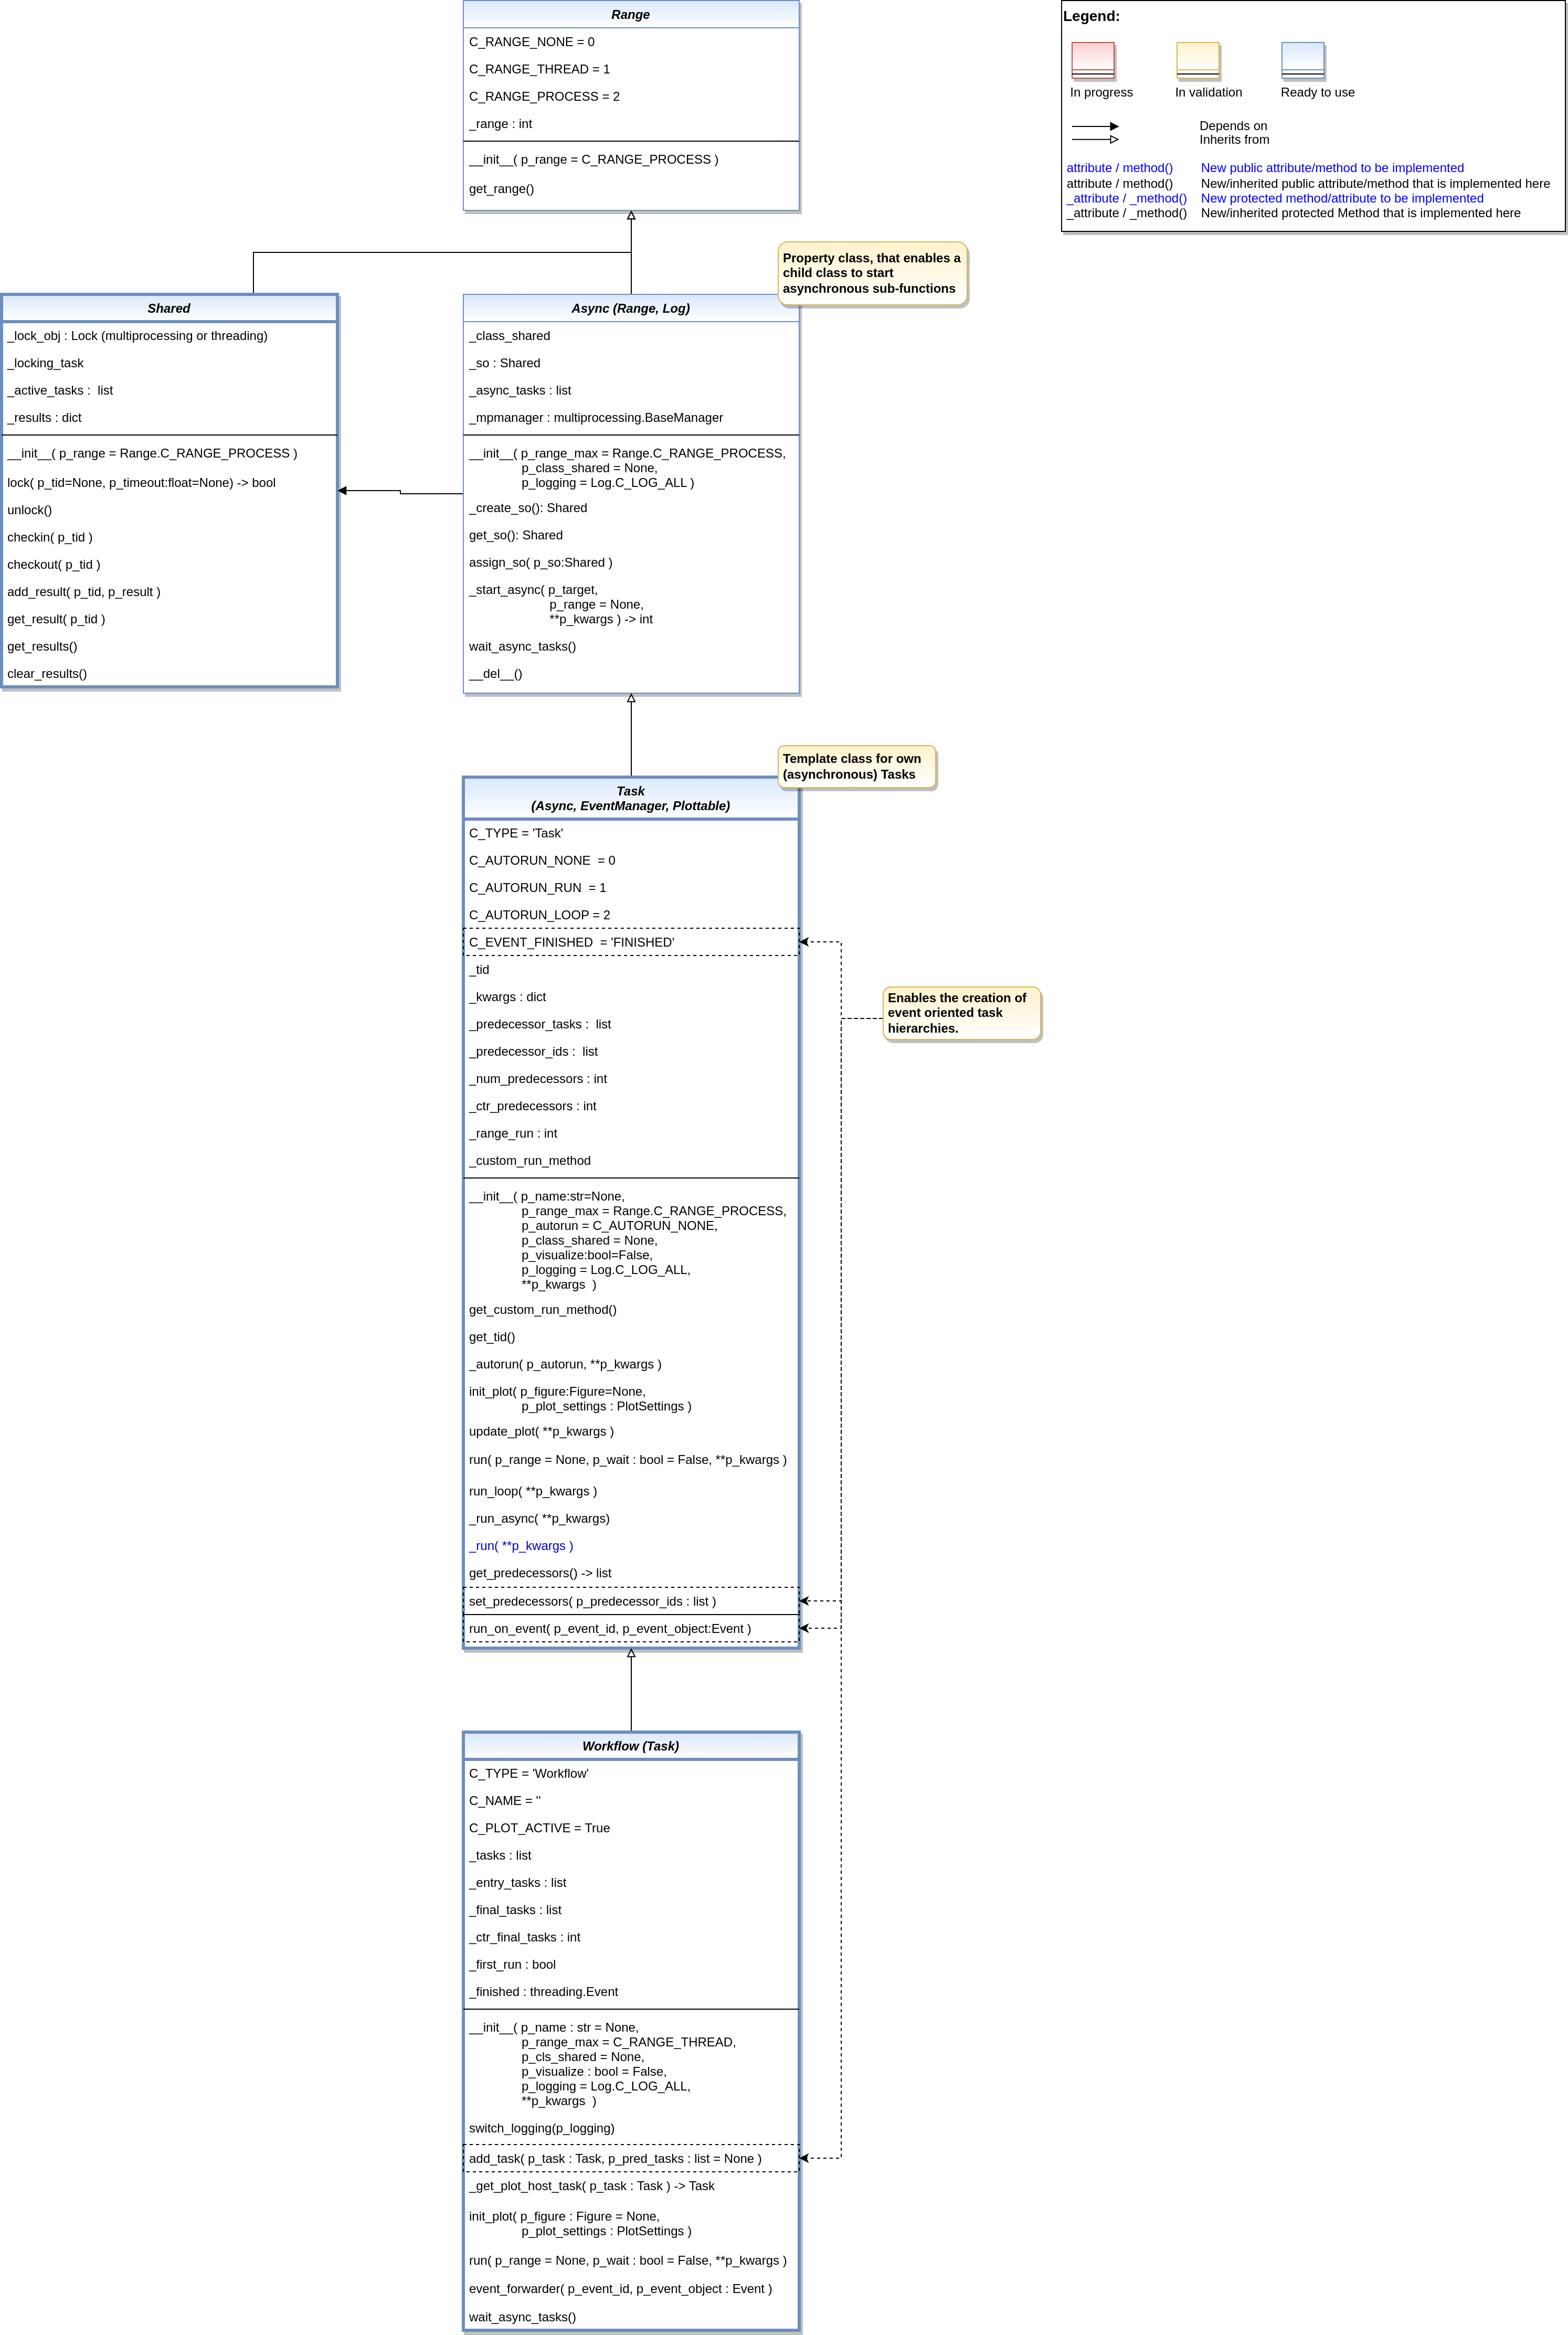 Range
C_RANGE_NONE = 0
C_RANGE_THREAD = 1
C_RANGE_PROCESS = 2
_range : int
__init__( p_range = C_RANGE_PROCESS )
get_range()
Legend:
In progress
In validation
Ready to use
Depends on
Inherits from
attribute / method() New public attribute/method to be implemented
attribute / method() New/inherited public attribute/method that is implemented here
_attribute / _method() New protected method/attribute to be implemented
_attribute / _method() New/inherited protected Method that is implemented here
Property class, that enables a
child class to start
asynchronous sub-functions
Shared
_lock_obj : Lock (multiprocessing or threading)
_locking_task
_active_tasks :  list
_results : dict
__init__( p_range = Range.C_RANGE_PROCESS )
lock( p_tid=None, p_timeout:float=None) -> bool
unlock()
checkin( p_tid )
checkout( p_tid )
add_result( p_tid, p_result )
get_result( p_tid )
get_results()
clear_results()
Async (Range, Log)
_class_shared
_so : Shared
_async_tasks : list
_mpmanager : multiprocessing.BaseManager
__init__( p_range_max = Range.C_RANGE_PROCESS,
p_class_shared = None,
p_logging = Log.C_LOG_ALL )
_create_so(): Shared
get_so(): Shared
assign_so( p_so:Shared )
_start_async( p_target,
p_range = None,
**p_kwargs ) -> int
wait_async_tasks()
__del__()
Template class for own
(asynchronous) Tasks
Task
(Async, EventManager, Plottable)
C_TYPE = 'Task'
C_AUTORUN_NONE  = 0
C_AUTORUN_RUN  = 1
C_AUTORUN_LOOP = 2
C_EVENT_FINISHED  = 'FINISHED'
_tid
_kwargs : dict
_predecessor_tasks :  list
_predecessor_ids :  list
_num_predecessors : int
_ctr_predecessors : int
_range_run : int
_custom_run_method
__init__( p_name:str=None,
p_range_max = Range.C_RANGE_PROCESS,
p_autorun = C_AUTORUN_NONE,
p_class_shared = None,
p_visualize:bool=False,
p_logging = Log.C_LOG_ALL,
**p_kwargs  )
get_custom_run_method()
get_tid()
_autorun( p_autorun, **p_kwargs )
init_plot( p_figure:Figure=None,
p_plot_settings : PlotSettings )
update_plot( **p_kwargs )
run( p_range = None, p_wait : bool = False, **p_kwargs )
run_loop( **p_kwargs )
_run_async( **p_kwargs)
_run( **p_kwargs )
get_predecessors() -> list
set_predecessors( p_predecessor_ids : list )
run_on_event( p_event_id, p_event_object:Event )
Enables the creation of
event oriented task
hierarchies.
Workflow (Task)
C_TYPE = 'Workflow'
C_NAME = ''
C_PLOT_ACTIVE = True
_tasks : list
_entry_tasks : list
_final_tasks : list
_ctr_final_tasks : int
_first_run : bool
_finished : threading.Event
__init__( p_name : str = None,
p_range_max = C_RANGE_THREAD,
p_cls_shared = None,
p_visualize : bool = False,
p_logging = Log.C_LOG_ALL,
**p_kwargs  )
switch_logging(p_logging)
add_task( p_task : Task, p_pred_tasks : list = None )
_get_plot_host_task( p_task : Task ) -> Task
init_plot( p_figure : Figure = None,
p_plot_settings : PlotSettings )
run( p_range = None, p_wait : bool = False, **p_kwargs )
event_forwarder( p_event_id, p_event_object : Event )
wait_async_tasks()